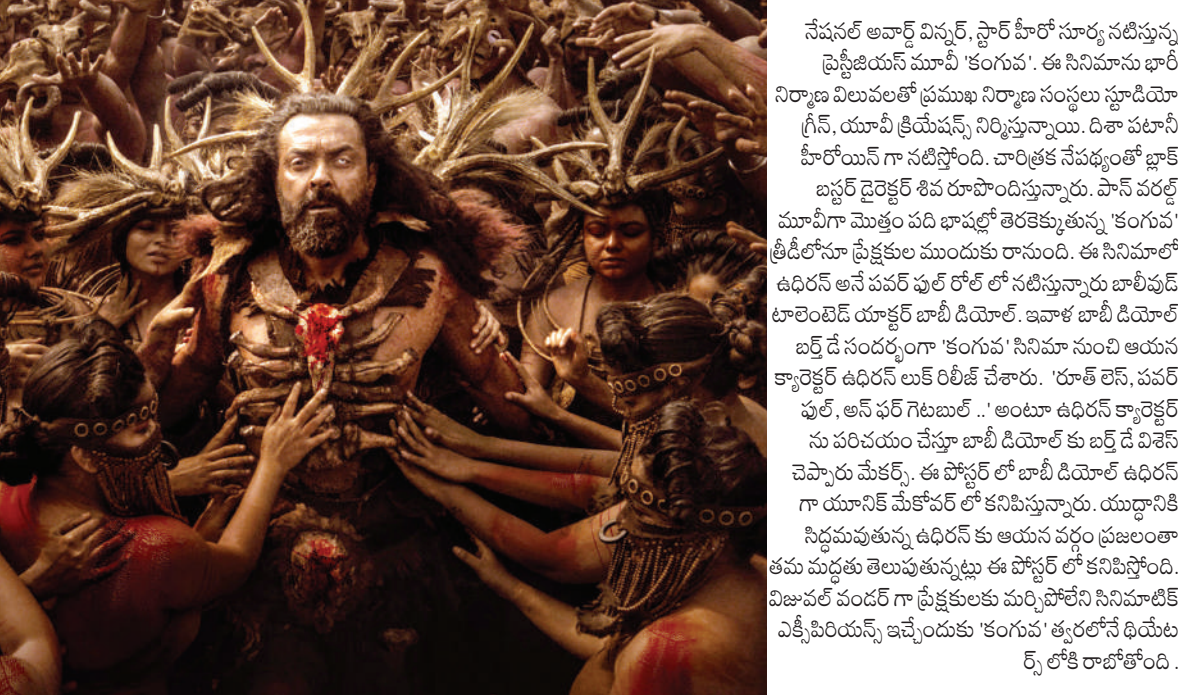 నేషనల్ అవార్డ్ విన్నర్, స్టార్ హీరో సూర్య నటిస్తున్న
ప్రెస్టీజియస్ మూవీ 'కంగువ'. ఈ సినిమాను భారీ
నిర్మాణ విలువలతో ప్రముఖ నిర్మాణ సంస్థలు స్టూడియో
గ్రీన్, యూవీ క్రియేషన్స్ నిర్మిస్తున్నాయి. దిశా పటానీ
హీరోయిన్ గా నటిస్తోంది. చారిత్రక నేపథ్యంతో బ్లాక్
బస్టర్ డైరెక్టర్ శివ రూపొందిస్తున్నారు. పాన్ వరల్డ్
మూవీగా మొత్తం పది భాషల్లో తెరకెక్కుతున్న 'కంగువ'
త్రీడీలోనూ ప్రేక్షకుల ముందుకు రానుంది. ఈ సినిమాలో
ఉధిరన్ అనే పవర్ ఫుల్ రోల్ లో నటిస్తున్నారు బాలీవుడ్
టాలెంటెడ్ యాక్టర్ బాబీ డియోల్. ఇవాళ బాబీ డియోల్
బర్త్ డే సందర్భంగా 'కంగువ' సినిమా నుంచి ఆయన
క్యారెక్టర్ ఉధిరన్ లుక్ రిలీజ్ చేశారు. 'రూత్ లెస్, పవర్
ఫుల్, అన్ ఫర్ గెటబుల్ ..' అంటూ ఉధిరన్ క్యారెక్టర్
ను పరిచయం చేస్తూ బాబీ డియోల్ కు బర్త్ డే విశెస్
చెప్పారు మేకర్స్. ఈ పోస్టర్ లో బాబీ డియోల్ ఉధిరన్
గా యూనిక్ మేకోవర్ లో కనిపిస్తున్నారు. యుద్ధానికి
సిద్ధమవుతున్న ఉధిరన్ కు ఆయన వర్గం ప్రజలంతా
తమ మద్ధతు తెలుపుతున్నట్లు ఈ పోస్టర్ లో కనిపిస్తోంది.
విజువల్ వండర్ గా ప్రేక్షకులకు మర్చిపోలేని సినిమాటిక్
ఎక్సీపిరియన్స్ ఇచ్చేందుకు 'కంగువ' త్వరలోనే థియేట
ర్స్ లోకి రాబోతోంది .